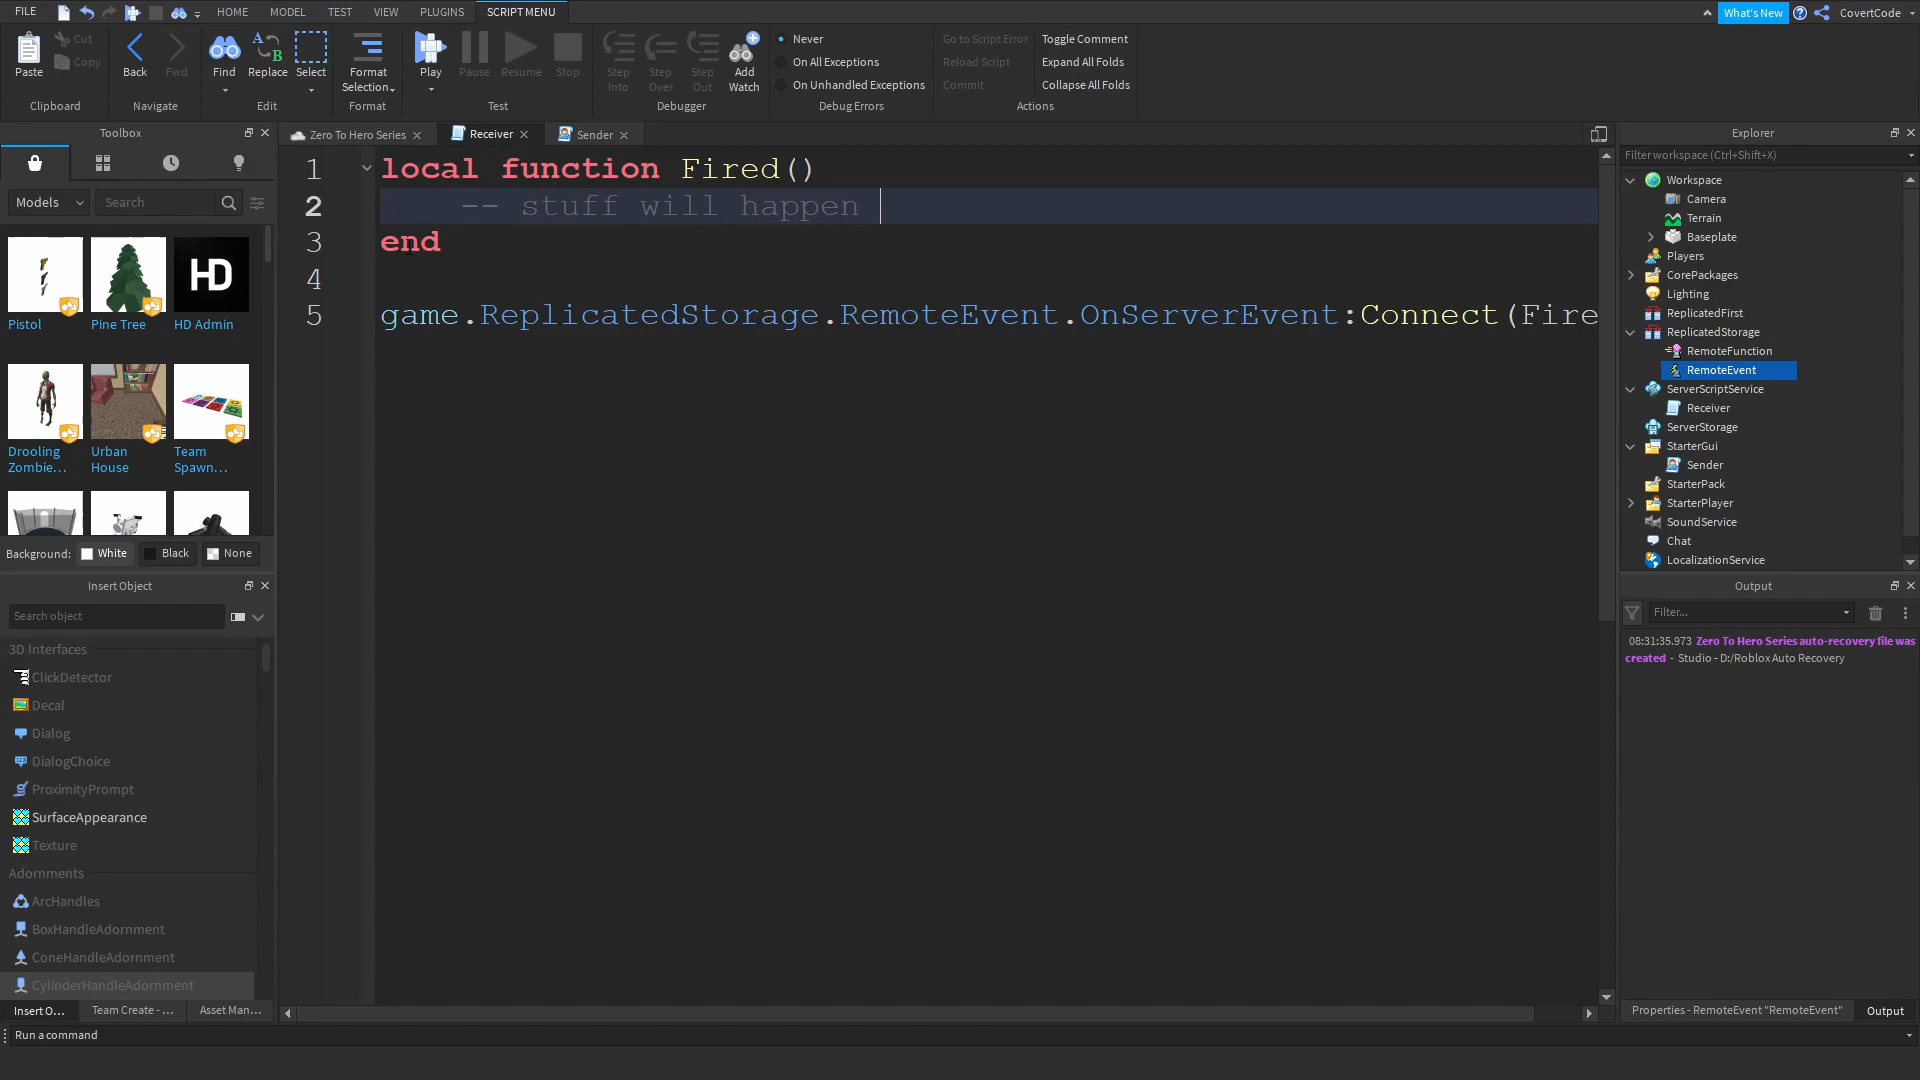 FILE HOME MODEL TEST VIEW PLUGINS SCRIPT MENU What's New CovertCode
Paste Cut Copy Back Fwd Find Replace Select Format Selection Play Pause Resume Stop Step Into Step Over Step Out Add Watch
Never
On All Exceptions
On Unhandled Exceptions
Go to Script Error
Reload Script
Commit
Toggle Comment
Expand All Folds
Collapse All Folds
Clipboard Navigate Edit Format Test Debugger Debug Errors Actions
Toolbox
Models Search
Pistol Pine Tree HD Admin
HD
Drooling Zombie... Urban House Team Spawn...
Background: White Black None
Insert Object
Search object
3D Interfaces
ClickDetector
Decal
Dialog
DialogChoice
ProximityPrompt
SurfaceAppearance
Texture
Adornments
ArcHandles
BoxHandleAdornment
ConeHandleAdornment
CylinderHandleAdornment
Insert O... Team Create - ... Asset Man...
Run a command
Zero To Hero Series Receiver Sender
1 local function Fired()
2 -- stuff will happen
3 end
4
5 game.ReplicatedStorage.RemoteEvent.OnServerEvent:Connect(Fire
Explorer
Filter workspace (Ctrl+Shift+X)
Workspace
Camera
Terrain
Baseplate
Players
CorePackages
Lighting
ReplicatedFirst
ReplicatedStorage
RemoteFunction
RemoteEvent
ServerScriptService
Receiver
ServerStorage
StarterGui
Sender
StarterPack
StarterPlayer
SoundService
Chat
LocalizationService
Output
Filter...
08:31:35.973 Zero To Hero Series auto-recovery file was
created - Studio - D:/Roblox Auto Recovery
Properties - RemoteEvent "RemoteEvent" Output